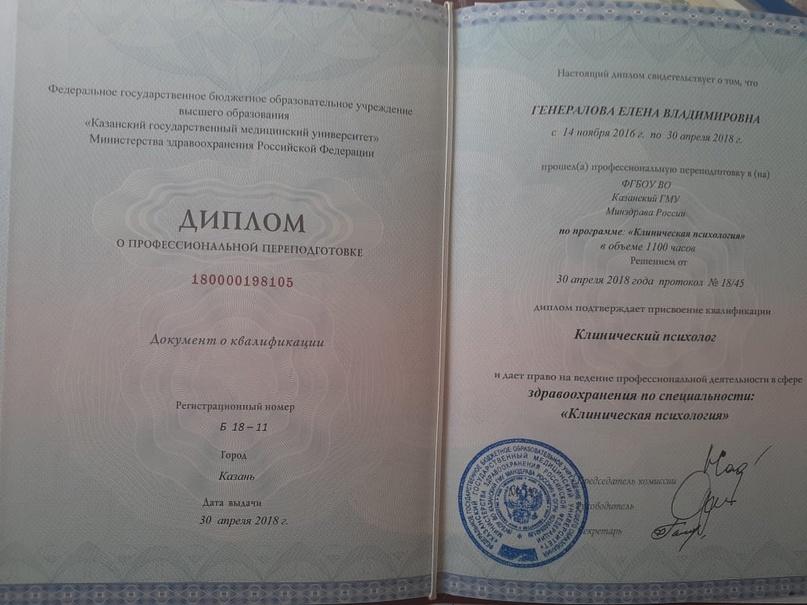 Федеральное государственное бюджетное образовательное учреждение
высшего образования
«Казанский государственный медицинский университет»
Министерства здравоохранения Российской Федерации
ДИПЛОМ
О ПРОФЕССИОНАЛЬНОЙ ПЕРЕПОДГОТОВКЕ
180000198105
Документ о квалификации
Регистрационный номер
Б 18 – 11
Город
Казань
Дата выдачи
30 апреля 2018 г.
Настоящий диплом свидетельствует о том, что
ГЕНЕРАЛОВА ЕЛЕНА ВЛАДИМИРОВНА
с 14 ноября 2016 г. по 30 апреля 2018 г.
прошел(а) профессиональную переподготовку в (на)
ФГБОУ ВО
Казанский ГМУ
Минздрава России
по программе: «Клиническая психология»
в объеме 1100 часов
Решением от
30 апреля 2018 года протокол № 18/45
диплом подтверждает присвоение квалификации
Клинический психолог
и дает право на ведение профессиональной деятельности в сфере
здравоохранения по специальности:
«Клиническая психология»
председатель комиссии
руководитель
секретарь